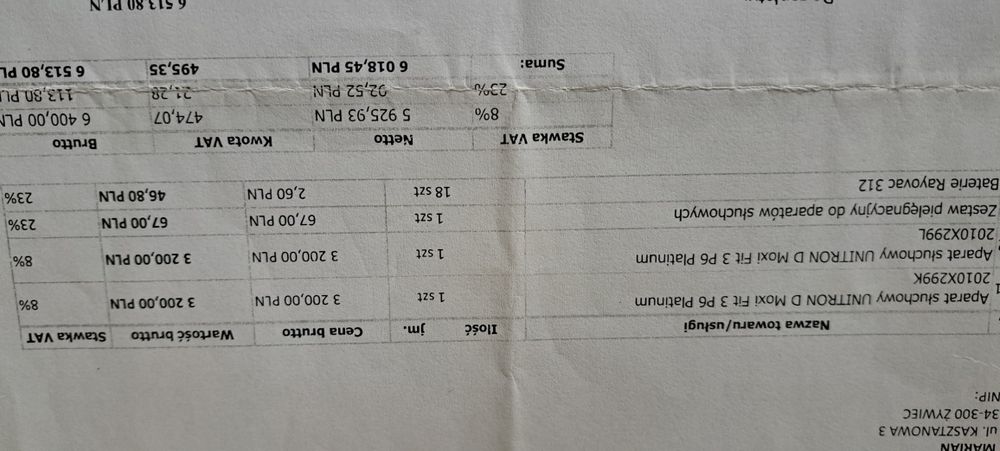 MARIAN
ul. KASZTANOWA 3
34-300 ŻYWIEC
NIP:
Nazwa towaru/usługi Ilość jm. Cena brutto Wartość brutto Stawka VAT
1 Aparat słuchowy UNITRON D Moxi Fit 3 P6 Platinum 1 szt 3 200,00 PLN 3 200,00 PLN 8%
2010X299K
Aparat słuchowy UNITRON D Moxi Fit 3 P6 Platinum 1 szt 3 200,00 PLN 3 200,00 PLN 8%
2010X299L
Zestaw pielęgnacyjny do aparatów słuchowych 1 szt 67,00 PLN 67,00 PLN 23%
Baterie Rayovac 312 18 szt 2,60 PLN 46,80 PLN 23%
Stawka VAT Netto Kwota VAT Brutto
8% 5 925,93 PLN 474,07 6 400,00 PLN
23% 92,52 PLN 21,28 113,80 PLN
Suma: 6 018,45 PLN 495,35 6 513,80 PLN
6 513,80 PLN